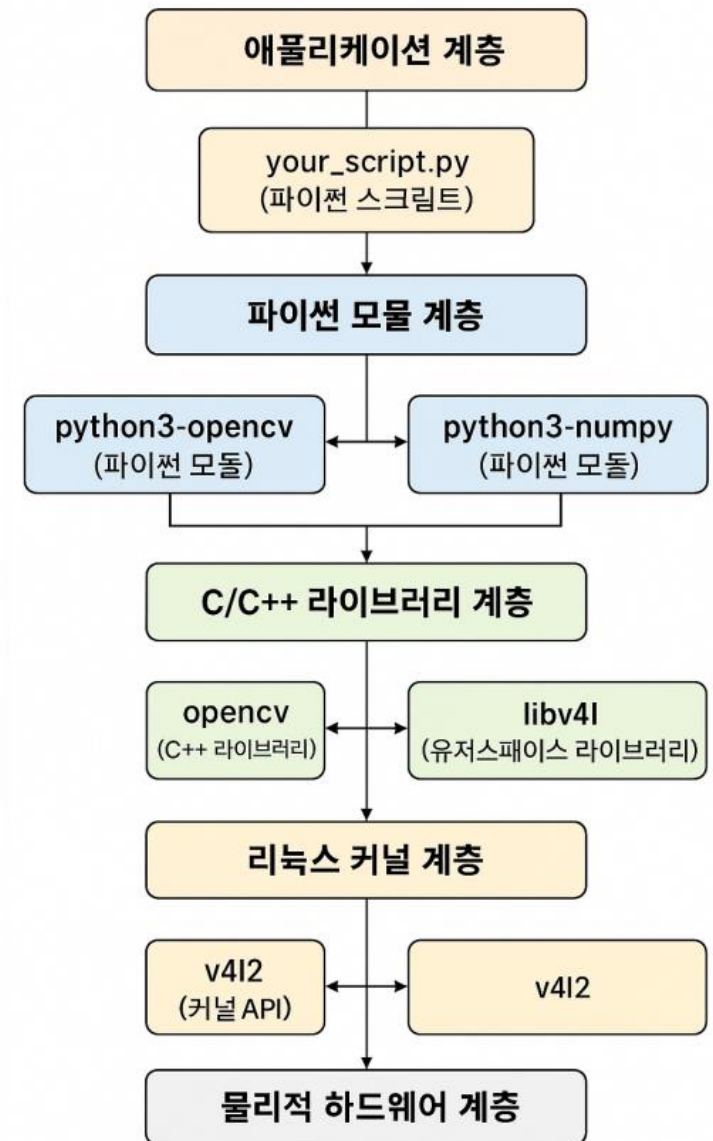 애풀리케이션 계층
your_script.py
(파이썬 스크림트)
파이썬 모물 계층
python3-opencv
(파이썬 모돌)
python3-numpy
(파이썬 모돌)
C/C++ 라이브러리 계층
opencv
(C++ 라이브러리)
libv4l
(유저스패이스 라이브러리)
리눅스 커널 계층
v4l2
(커널 API)
v4l2
물리적 하드웨어 계층